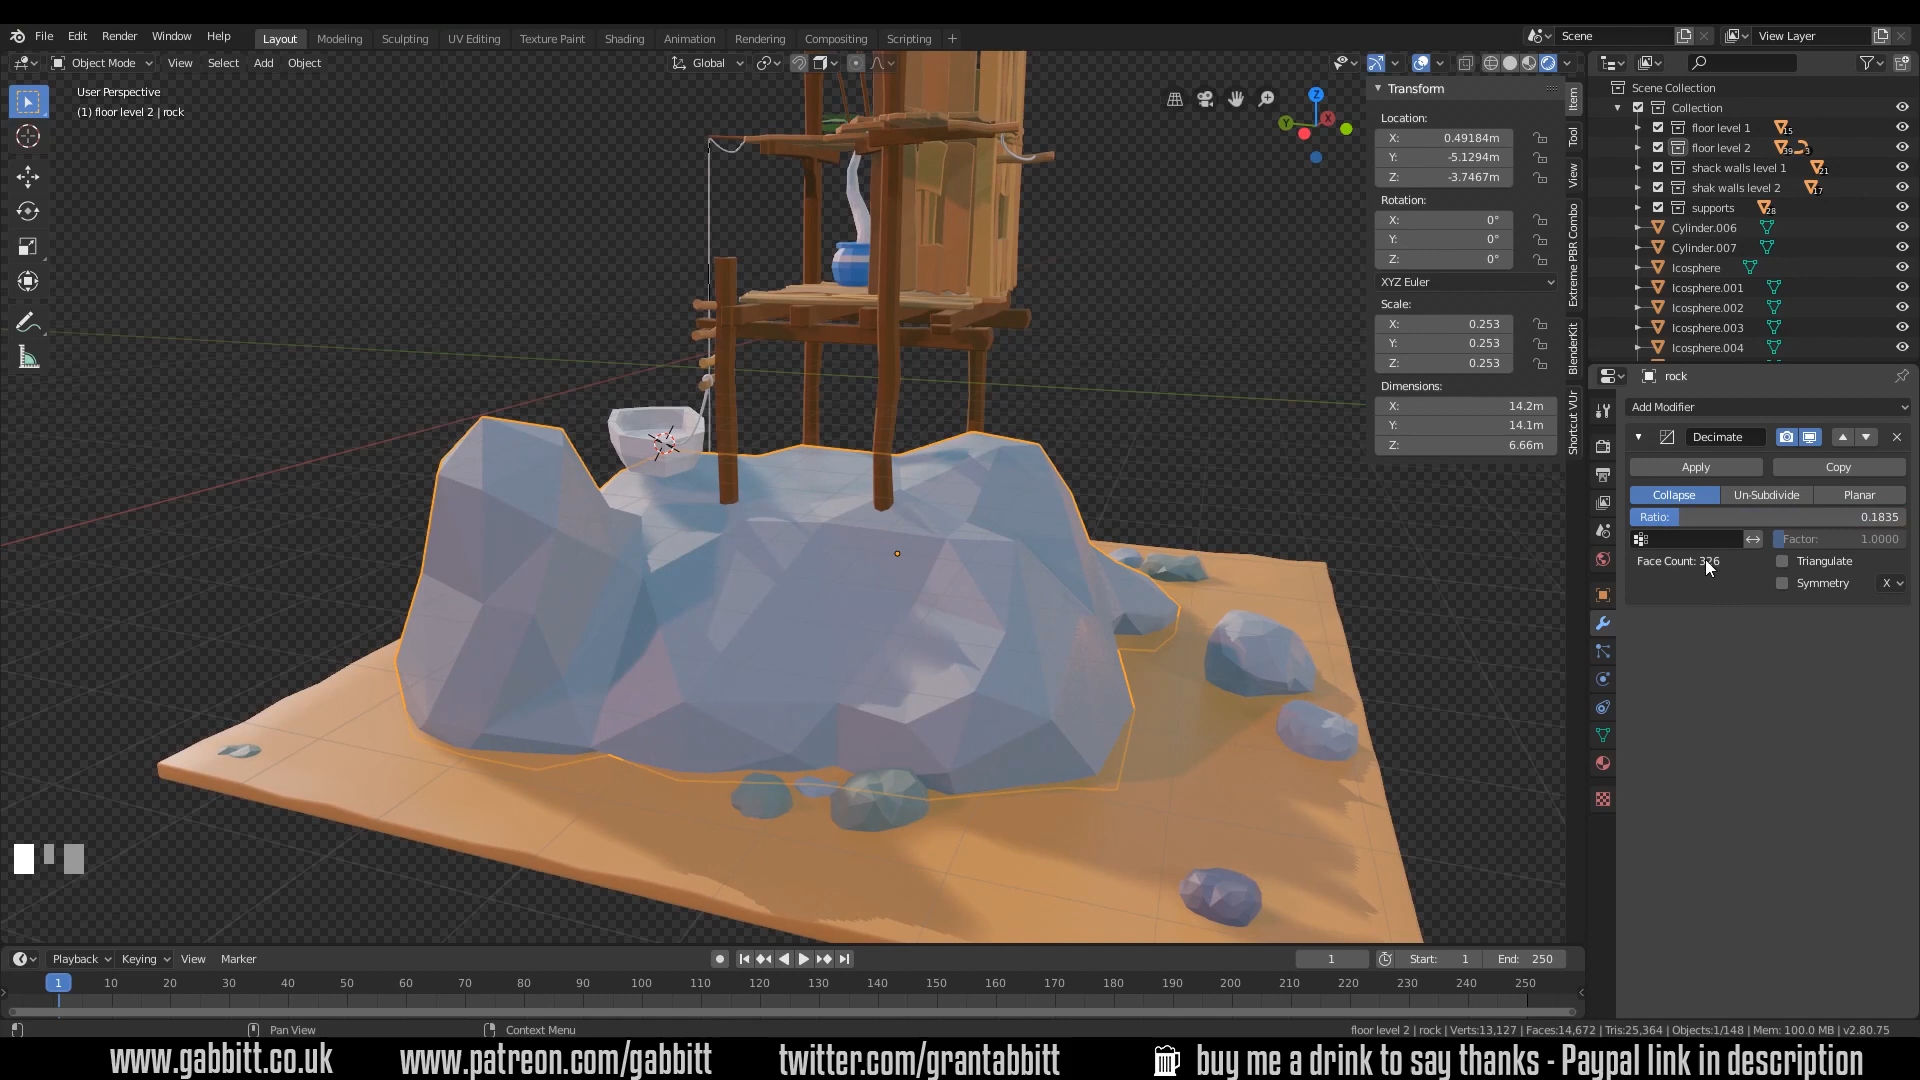 File Edit Render Window Help Layout Modeling Sculpting UV Editing Texture Paint Shading Animation Rendering Compositing Scripting + Scene View Layer
Object Mode View Select Add Object Global
User Perspective
(1) floor level 2 | rock
Transform
Location:
X: 0.49184m
Y: -5.1294m
Z: -3.7467m
Rotation:
X: 0°
Y: 0°
Z: 0°
XYZ Euler
Scale:
X: 0.253
Y: 0.253
Z: 0.253
Dimensions:
X: 14.2m
Y: 14.1m
Z: 6.66m
Item
Tool
View
Extreme PBR Combo
BlenderKit
Shortcut VUr
Z
Y
X
Scene Collection
Collection
floor level 1 15
floor level 2 39 3
shack walls level 1 21
shak walls level 2 17
supports 28
Cylinder.006
Cylinder.007
Icosphere
Icosphere.001
Icosphere.002
Icosphere.003
Icosphere.004
rock
Add Modifier
Decimate
Apply Copy
Collapse Un-Subdivide Planar
Ratio: 0.1835
Factor: 1.0000
Face Count: 326 Triangulate
Symmetry X
Playback Keying View Marker 1 Start: 1 End: 250
1 10 20 30 40 50 60 70 80 90 100 110 120 130 140 150 160 170 180 190 200 210 220 230 240 250
Pan View Context Menu floor level 2 | rock | Verts:13,127 | Faces:14,672 | Tris:25,364 | Objects:1/148 | Mem: 100.0 MB | v2.80.75
www.gabbitt.co.uk www.patreon.com/gabbitt twitter.com/grantabbitt buy me a drink to say thanks - Paypal link in description